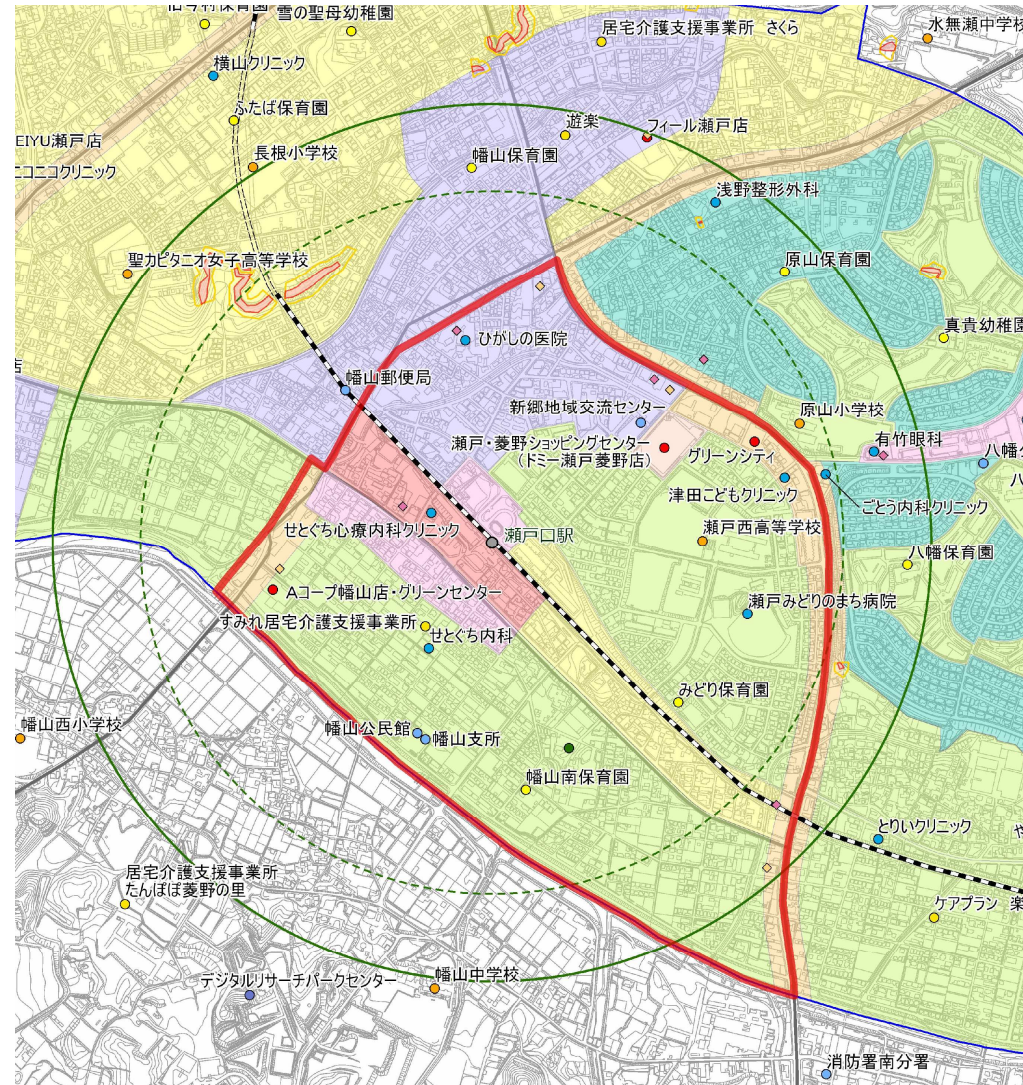 雪の聖母幼稚園
居宅介護支援事業所 さくら
水無瀬中学校
横山クリニック
ふたば保育園
遊楽
フィール瀬戸店
EIYU瀬戸店
長根小学校
幡山保育園
ニコニコクリニック
浅野整形外科
聖カピタニオ女子高等学校
原山保育園
真貴幼稚園
ひがしの医院
店
幡山郵便局
新郷地域交流センター
原山小学校
瀬戸・菱野ショッピングセンター
(ドミー瀬戸菱野店)
グリーンシティ
有竹眼科
八幡公
津田こどもクリニック
ごとう内科クリニック
せとぐち心療内科クリニック
瀬戸口駅
瀬戸西高等学校
八幡保育園
Aコープ幡山店・グリーンセンター
瀬戸みどりのまち病院
すみれ居宅介護支援事業所
せとぐち内科
みどり保育園
幡山西小学校
幡山公民館
幡山支所
幡山南保育園
とりいクリニック
や
居宅介護支援事業所
たんぽぽ菱野の里
ケアプラン 楽
デジタルリサーチパークセンター
幡山中学校
消防署南分署